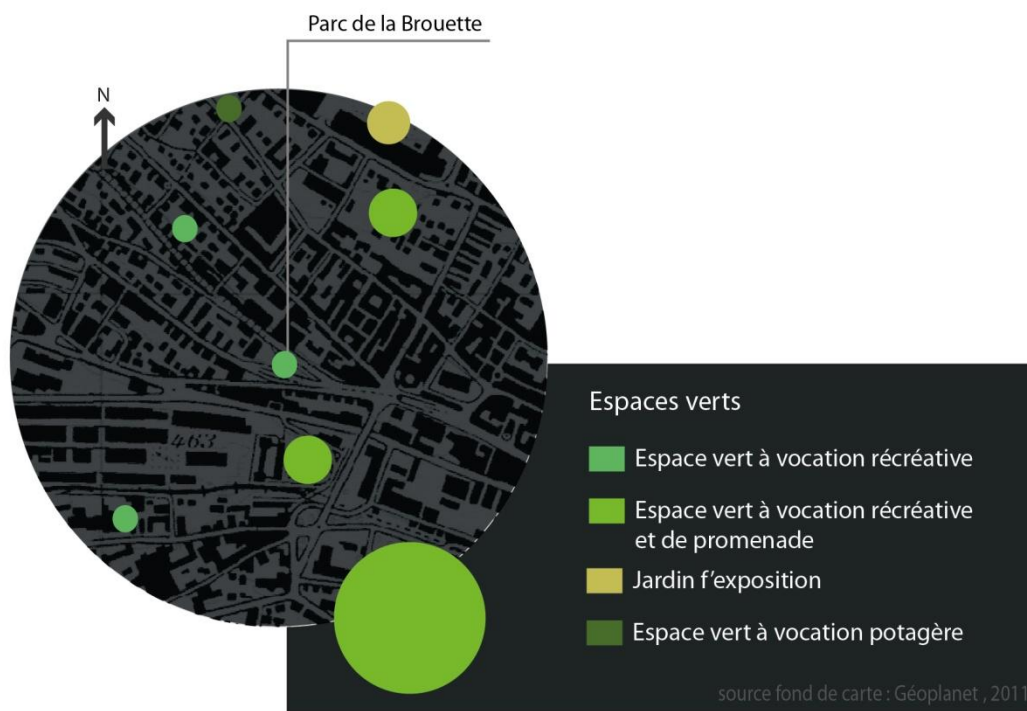 Parc de la Brouette
N
463
Espaces verts
Espace vert à vocation récréative
Espace vert à vocation récréative
et de promenade
Jardin f'exposition
Espace vert à vocation potagère
source fond de carte : Géoplanet , 2011